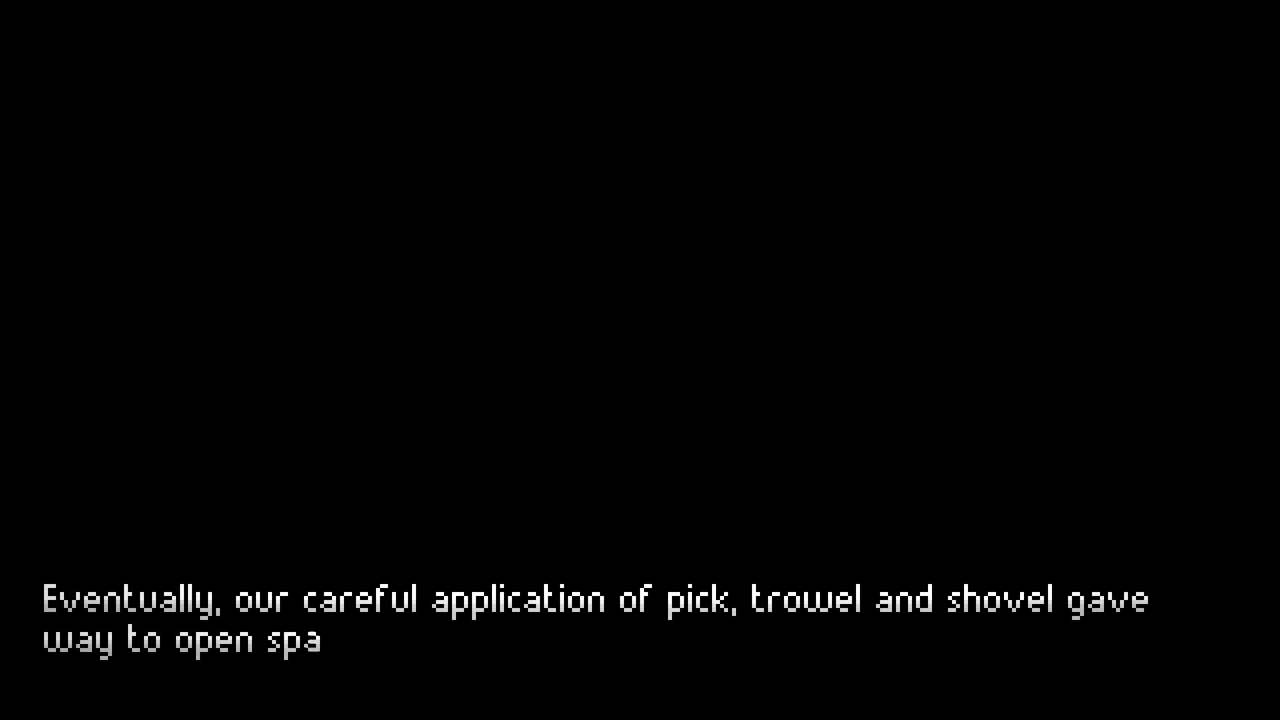 Eventually, our careful application of pick, trowel and shovel gave
way to open spa